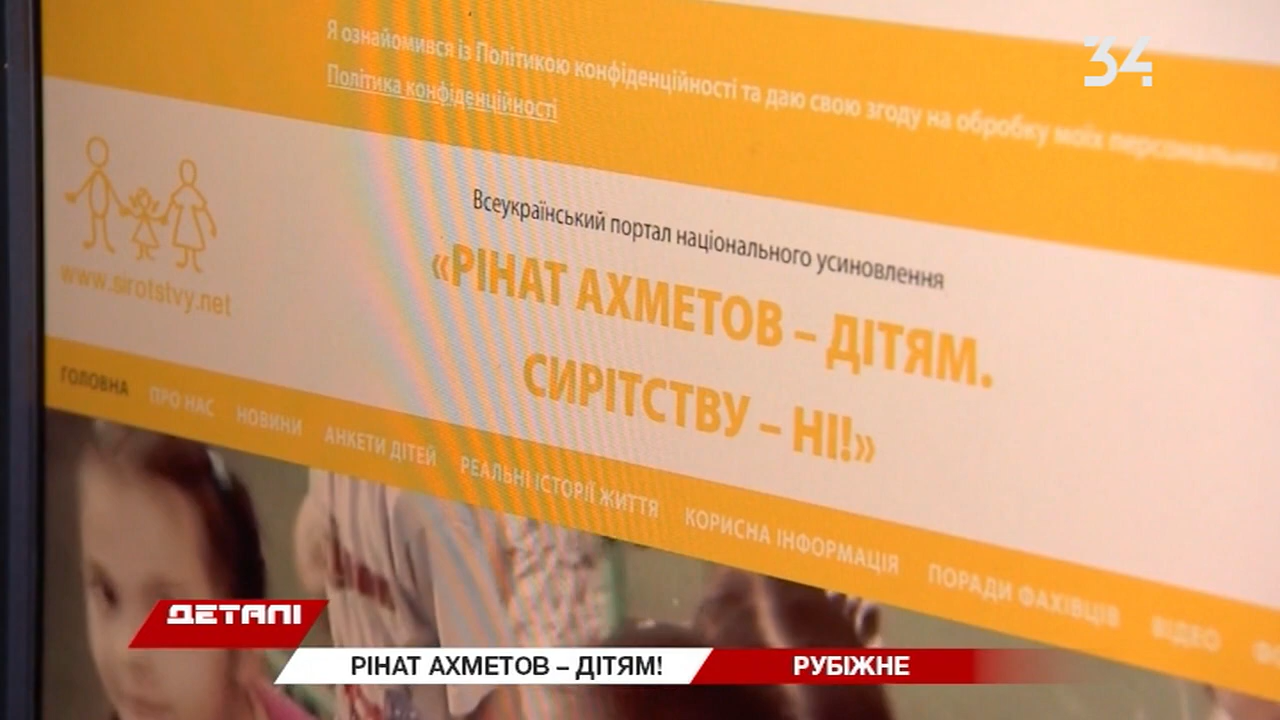 Я ознайомився із Політикою конфіденційності та даю свою згоду на обробку моїх персональних
Політика конфіденційності
34
Всеукраїнський портал національного усиновлення
«РІНАТ АХМЕТОВ – ДІТЯМ.
СИРІТСТВУ – НІ!»
www.sirotstvy.net
ГОЛОВНА ПРО НАС НОВИНИ АНКЕТИ ДІТЕЙ РЕАЛЬНІ ІСТОРІЇ ЖИТТЯ КОРИСНА ІНФОРМАЦІЯ ПОРАДИ ФАХІВЦІВ ВІДЕО
ДЕТАЛІ
РІНАТ АХМЕТОВ – ДІТЯМ! РУБІЖНЕ